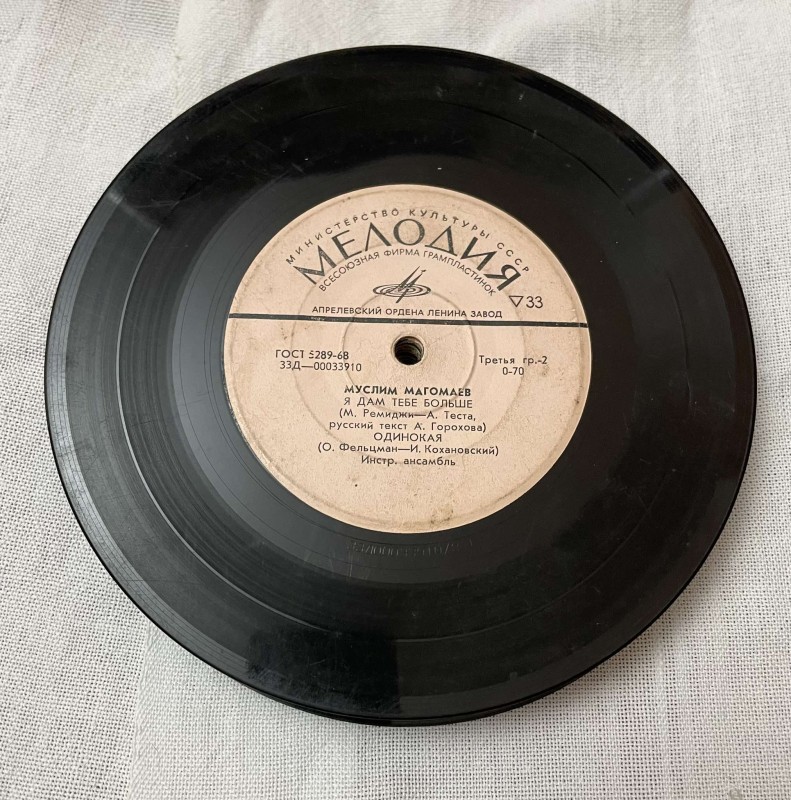 МИНИСТЕРСТВО КУЛЬТУРЫ СССР
МЕЛОДИЯ
ВСЕСОЮЗНАЯ ФИРМА ГРАМПЛАСТИНОК
▽33
АПРЕЛЕВСКИЙ ОРДЕНА ЛЕНИНА ЗАВОД
ГОСТ 5289-68
33Д—00033910
Третья гр.-2
0-70
МУСЛИМ МАГОМАЕВ
Я ДАМ ТЕБЕ БОЛЬШЕ
(М. Ремиджи—А. Теста,
русский текст А. Горохова)
ОДИНОКАЯ
(О. Фельцман—И. Кохановский)
Инстр. ансамбль